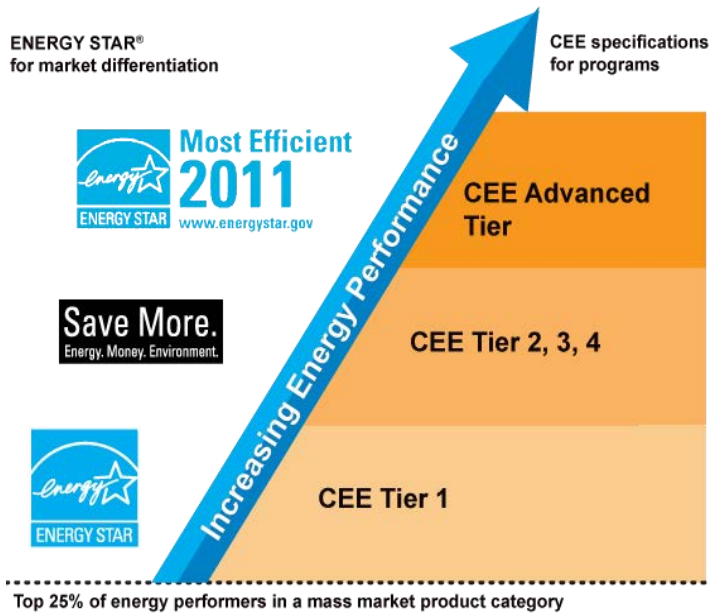 ENERGY STAR®
for market differentiation
CEE specifications
for programs
energy
ENERGY STAR
Most Efficient
2011
www.energystar.gov
Increasing Energy Performance
CEE Advanced
Tier
Save More.
Energy. Money. Environment.
CEE Tier 2, 3, 4
energy
ENERGY STAR
CEE Tier 1
Top 25% of energy performers in a mass market product category